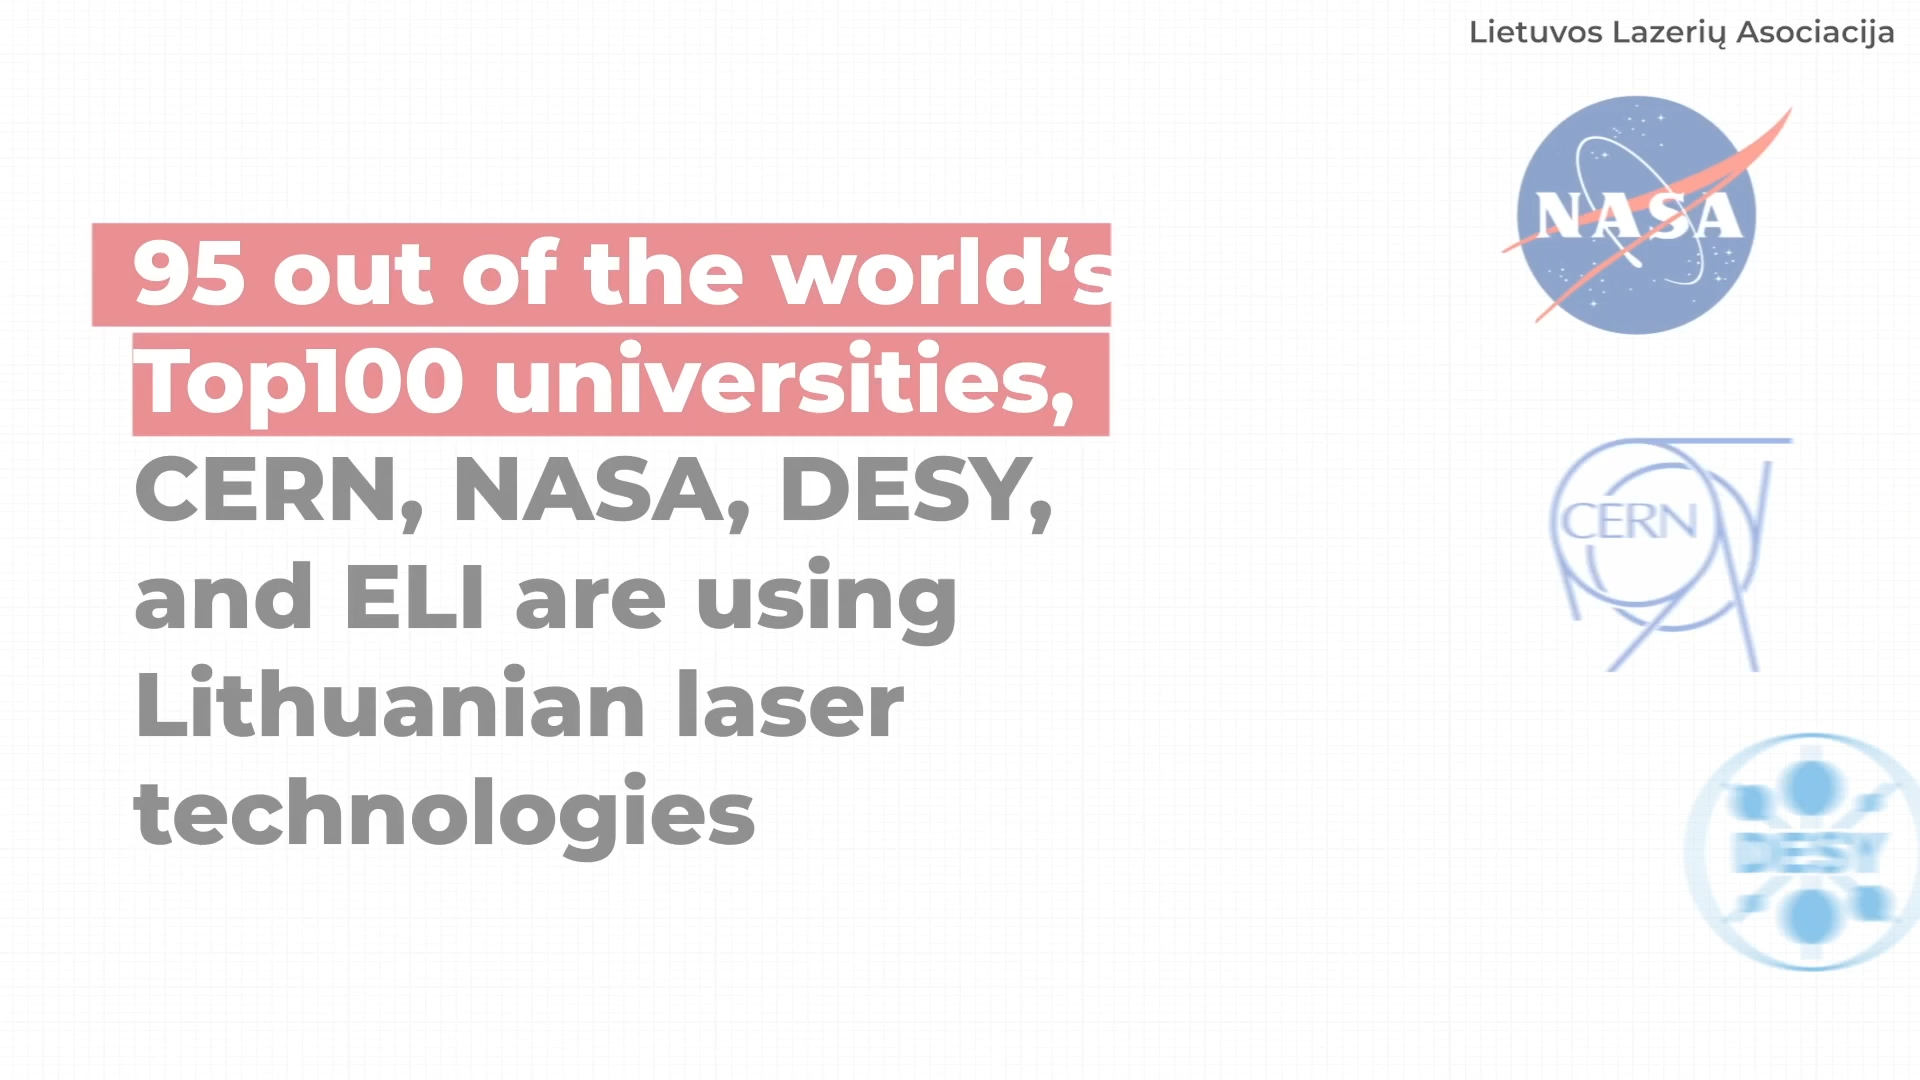 Lietuvos Lazerių Asociacija
NASA
95 out of the world‘s
Top100 universities,
CERN, NASA, DESY,
and ELI are using
Lithuanian laser
technologies
CERN
DESY